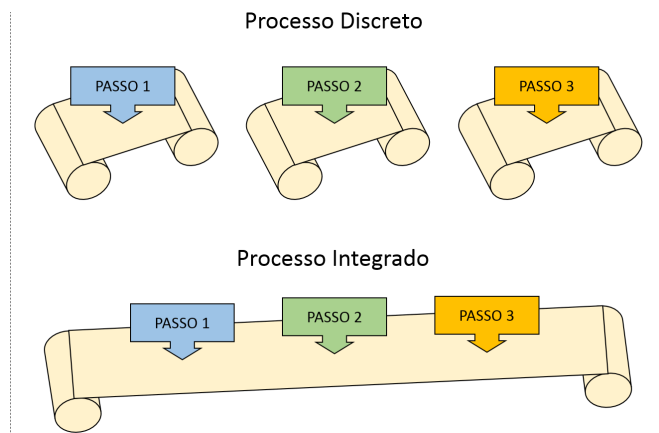 Processo Discreto
PASSO 1
PASSO 2
PASSO 3
Processo Integrado
PASSO 1
PASSO 2
PASSO 3